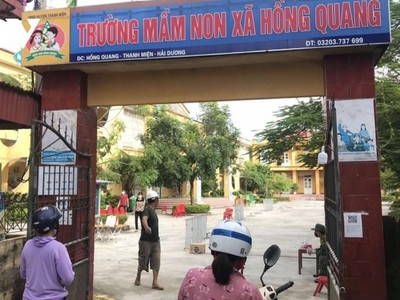 TRƯỜNG MẦM NON XÃ HỒNG QUANG
ĐC: HỒNG QUANG - THANH MIỆN - HẢI DƯƠNG
ĐT: 03203.737 699